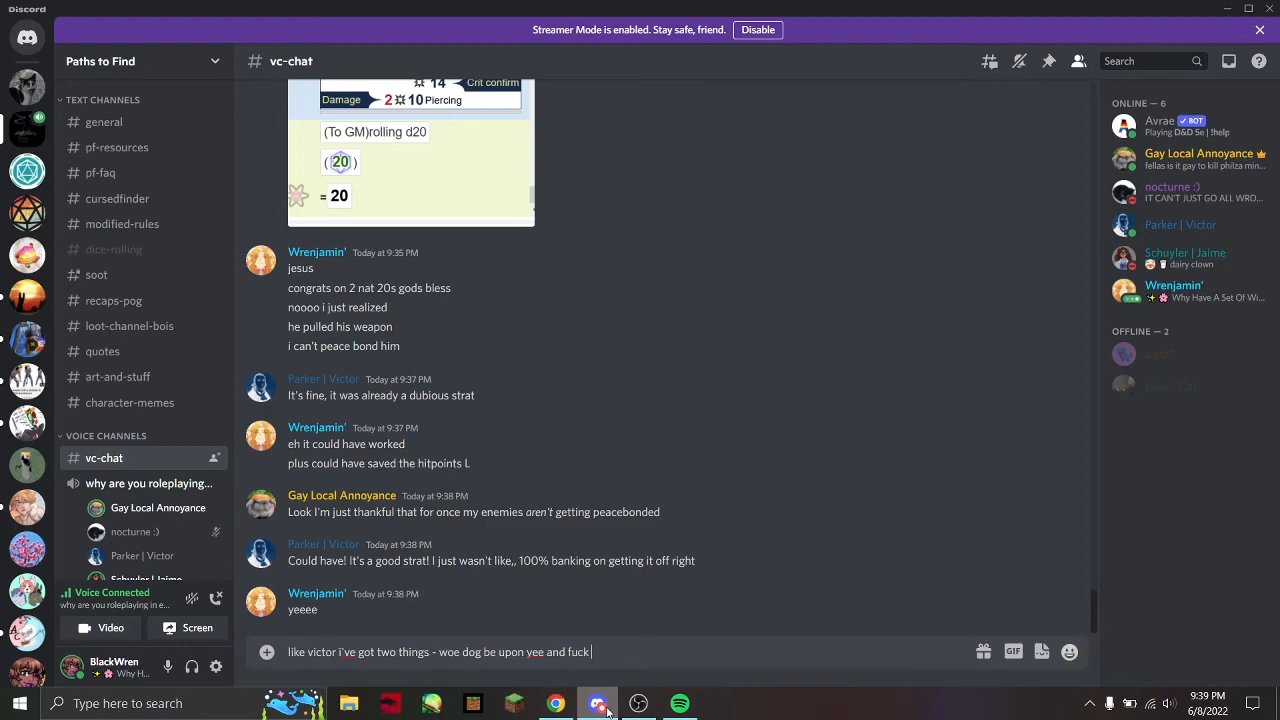 Discord
Streamer Mode is enabled. Stay safe, friend.
Disable
Paths to Find
# vc-chat
Search
TEXT CHANNELS
general
pf-resources
pf-faq
cursedfinder
modified-rules
dice-rolling
soot
recaps-pog
loot-channel-bois
quotes
art-and-stuff
character-memes
VOICE CHANNELS
vc-chat
why are you roleplaying...
Gay Local Annoyance
nocturne :)
Parker | Victor
Schuyler | Jaime
Voice Connected
why are you roleplaying in e...
Video
Screen
BlackWren
Why H...
14
Crit confirm
Damage
2 10 Piercing
(To GM)rolling d20
(20)
=20
Wrenjamin' Today at 9:35 PM
jesus
congrats on 2 nat 20s gods bless
noooo i just realized
he pulled his weapon
i can't peace bond him
Parker | Victor Today at 9:37 PM
It's fine, it was already a dubious strat
Wrenjamin' Today at 9:37 PM
eh it could have worked
plus could have saved the hitpoints L
Gay Local Annoyance Today at 9:38 PM
Look I'm just thankful that for once my enemies aren't getting peacebonded
Parker | Victor Today at 9:38 PM
Could have! It's a good strat! I just wasn't like,, 100% banking on getting it off right
Wrenjamin' Today at 9:38 PM
yeeee
like victor i've got two things - woe dog be upon yee and fuck
GIF
ONLINE — 6
Avrae BOT
Playing D&D 5e | !help
Gay Local Annoyance
fellas is it gay to kill philza min...
nocturne :)
IT CAN'T JUST GO ALL WRO...
Parker | Victor
Schuyler | Jaime
dairy clown
Wrenjamin'
Why Have A Set Of Wi...
OFFLINE — 2
Type here to search
9:39 PM
6/8/2022